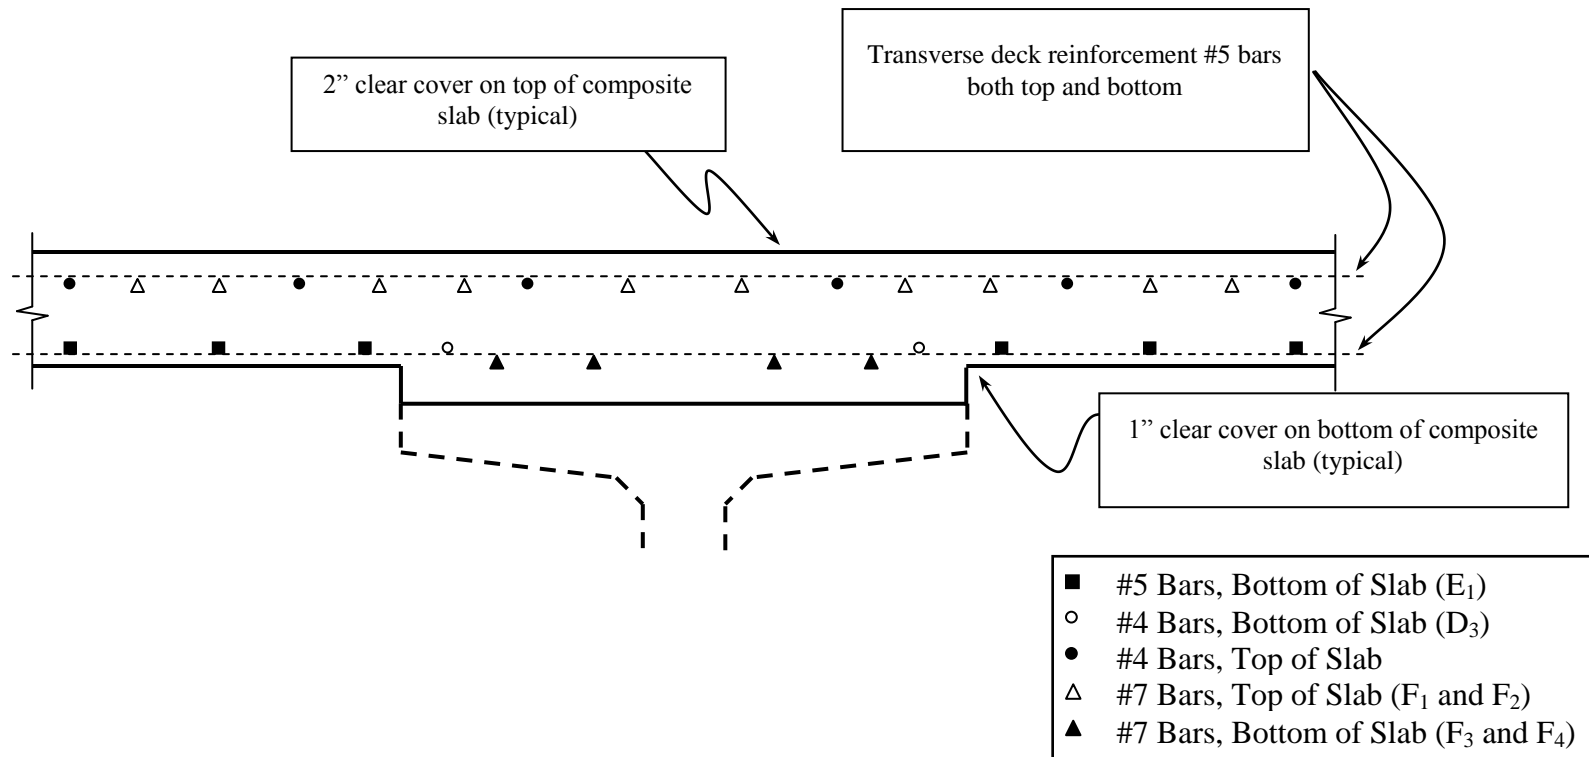 2” clear cover on top of composite
slab (typical)
Transverse deck reinforcement #5 bars
both top and bottom
1” clear cover on bottom of composite
slab (typical)
#5 Bars, Bottom of Slab (E₁)
#4 Bars, Bottom of Slab (D₃)
#4 Bars, Top of Slab
#7 Bars, Top of Slab (F₁ and F₂)
#7 Bars, Bottom of Slab (F₃ and F₄)